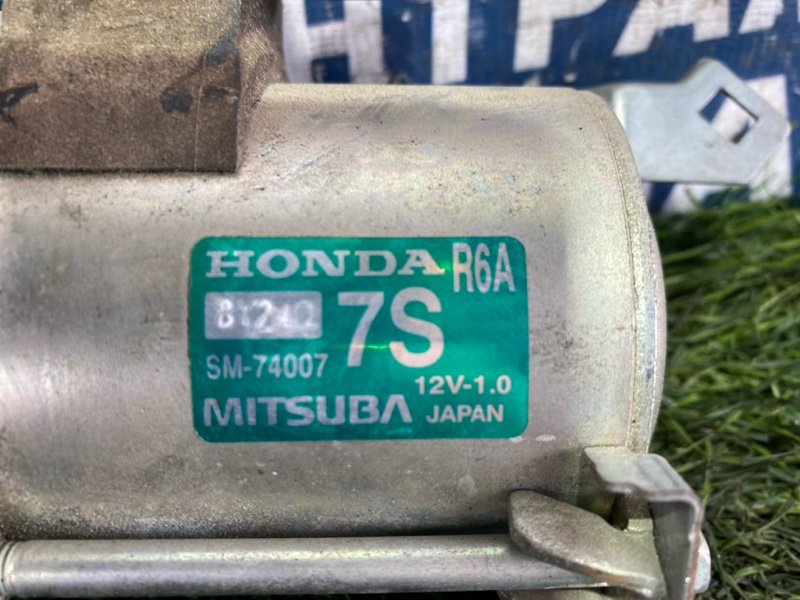 HONDA R6A
7S
SM-74007
12V-1.0
MITSUBA JAPAN